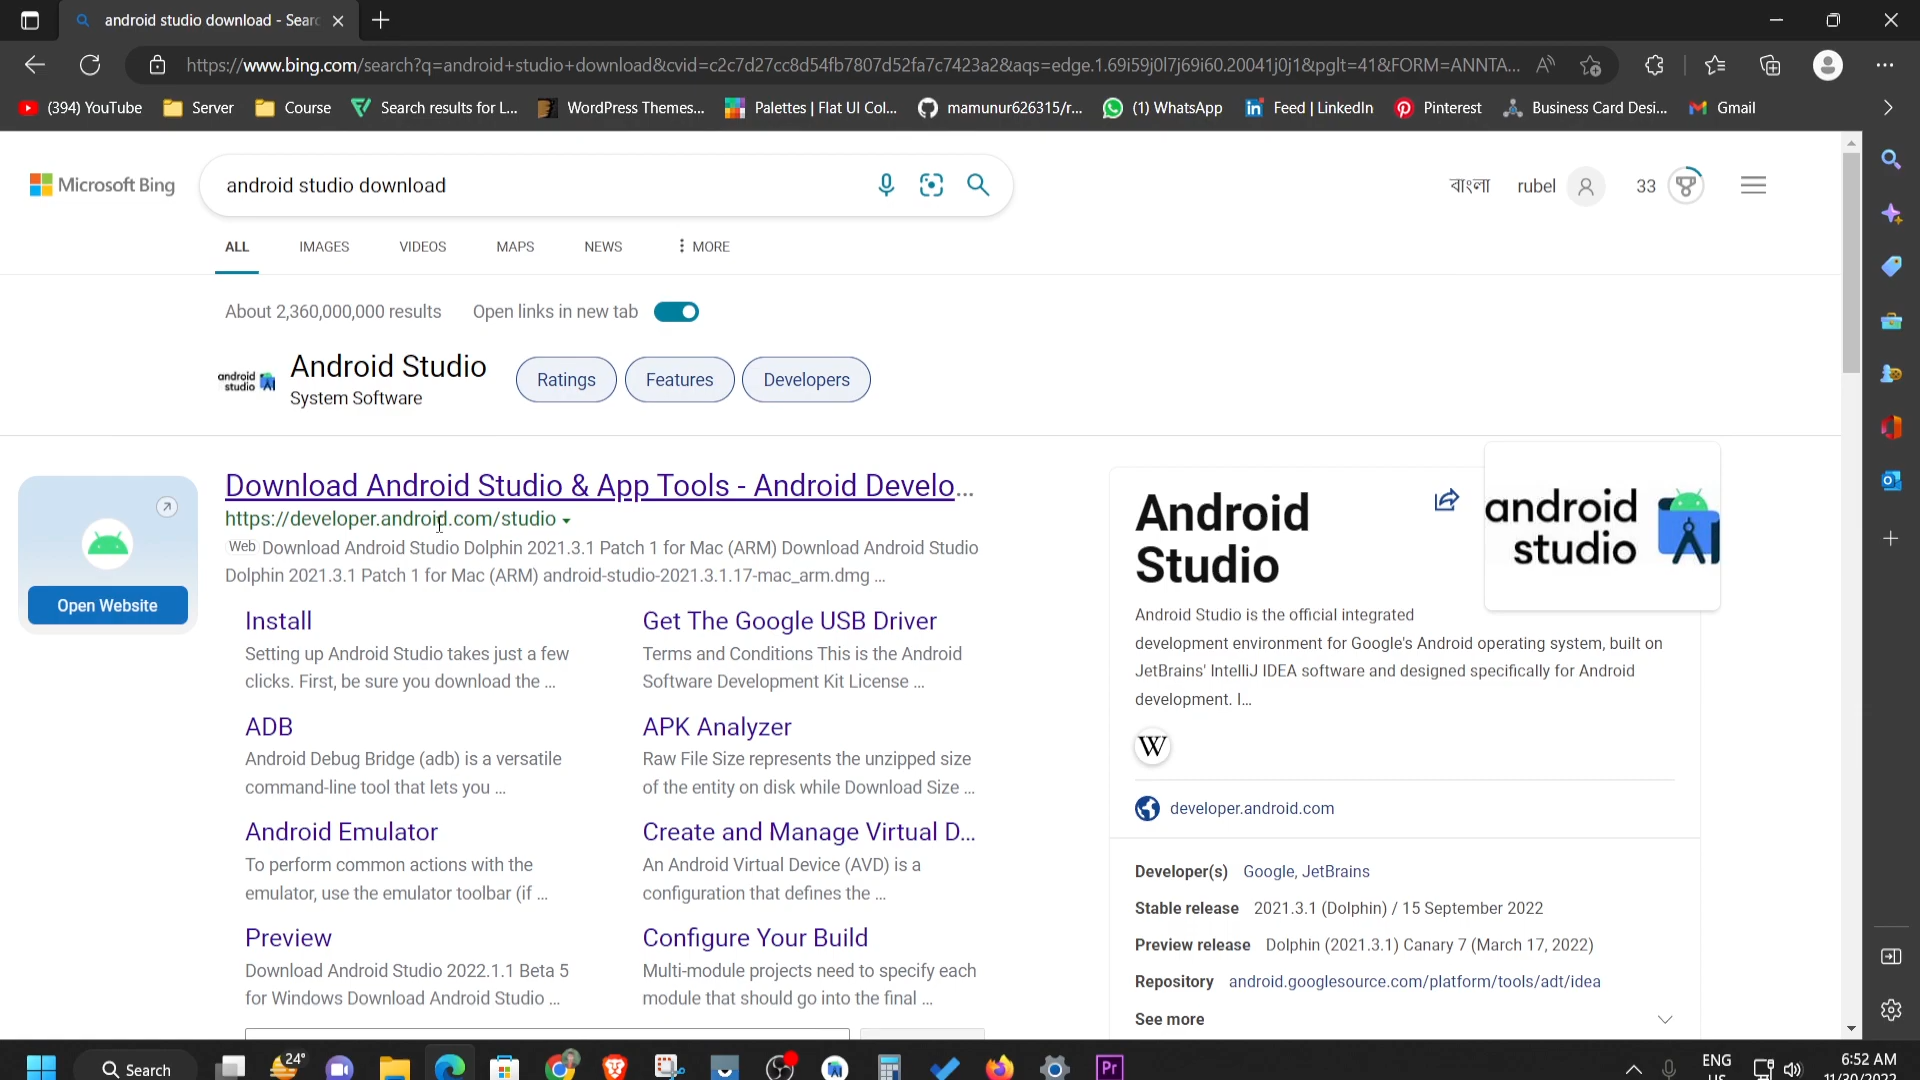 android studio download - Sear
https://www.bing.com/search?q=android+studio+download&cvid=c2c7d27cc8d54fb7807d52fa7c7423a2&aqs=edge.1.69i59j0l7j69i60.20041j0j1&pglt=41&FORM=ANNTA...
(394) YouTube Server Course Search results for L... WordPress Themes... Palettes | Flat UI Col... mamunur626315/r... (1) WhatsApp Feed | LinkedIn Pinterest Business Card Desi... Gmail
Microsoft Bing android studio download বাংলা rubel 33
ALL IMAGES VIDEOS MAPS NEWS MORE
About 2,360,000,000 results Open links in new tab
android studio Android Studio
System Software
Ratings Features Developers
Download Android Studio & App Tools - Android Develo...
https://developer.android.com/studio
Web Download Android Studio Dolphin 2021.3.1 Patch 1 for Mac (ARM) Download Android Studio
Dolphin 2021.3.1 Patch 1 for Mac (ARM) android-studio-2021.3.1.17-mac_arm.dmg ...
Open Website
Install
Setting up Android Studio takes just a few
clicks. First, be sure you download the ...
Get The Google USB Driver
Terms and Conditions This is the Android
Software Development Kit License ...
ADB
Android Debug Bridge (adb) is a versatile
command-line tool that lets you ...
APK Analyzer
Raw File Size represents the unzipped size
of the entity on disk while Download Size ...
Android Emulator
To perform common actions with the
emulator, use the emulator toolbar (if ...
Create and Manage Virtual D...
An Android Virtual Device (AVD) is a
configuration that defines the ...
Preview
Download Android Studio 2022.1.1 Beta 5
for Windows Download Android Studio ...
Configure Your Build
Multi-module projects need to specify each
module that should go into the final ...
Android
Studio
android
studio
Android Studio is the official integrated
development environment for Google's Android operating system, built on
JetBrains' IntelliJ IDEA software and designed specifically for Android
development. I...
W
developer.android.com
Developer(s) Google, JetBrains
Stable release 2021.3.1 (Dolphin) / 15 September 2022
Preview release Dolphin (2021.3.1) Canary 7 (March 17, 2022)
Repository android.googlesource.com/platform/tools/adt/idea
See more
Search 24° Pr ENG 6:52 AM
US 11/30/2022